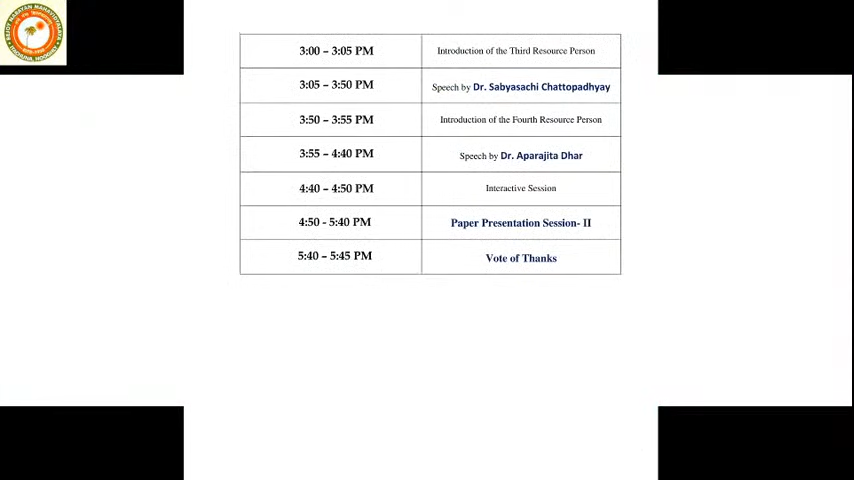 BEJOY NARAYAN MAHAVIDYALAYA
3:00 – 3:05 PM Introduction of the Third Resource Person
3:05 – 3:50 PM Speech by Dr. Sabyasachi Chattopadhyay
3:50 – 3:55 PM Introduction of the Fourth Resource Person
3:55 – 4:40 PM Speech by Dr. Aparajita Dhar
4:40 – 4:50 PM Interactive Session
4:50 - 5:40 PM Paper Presentation Session- II
5:40 – 5:45 PM Vote of Thanks